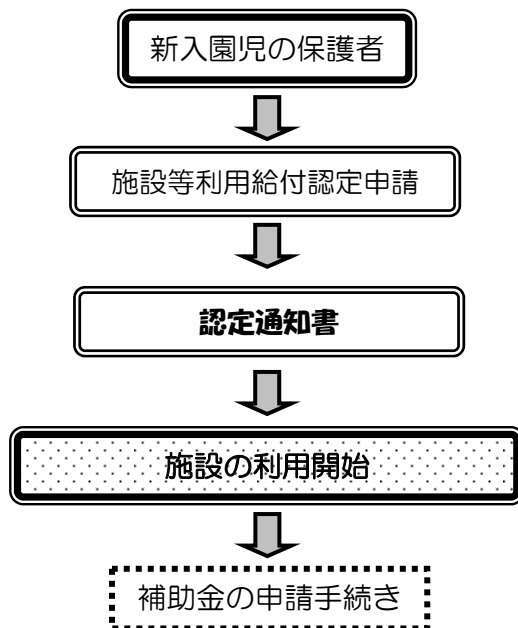 新入園児の保護者
施設等利用給付認定申請
認定通知書
施設の利用開始
補助金の申請手続き